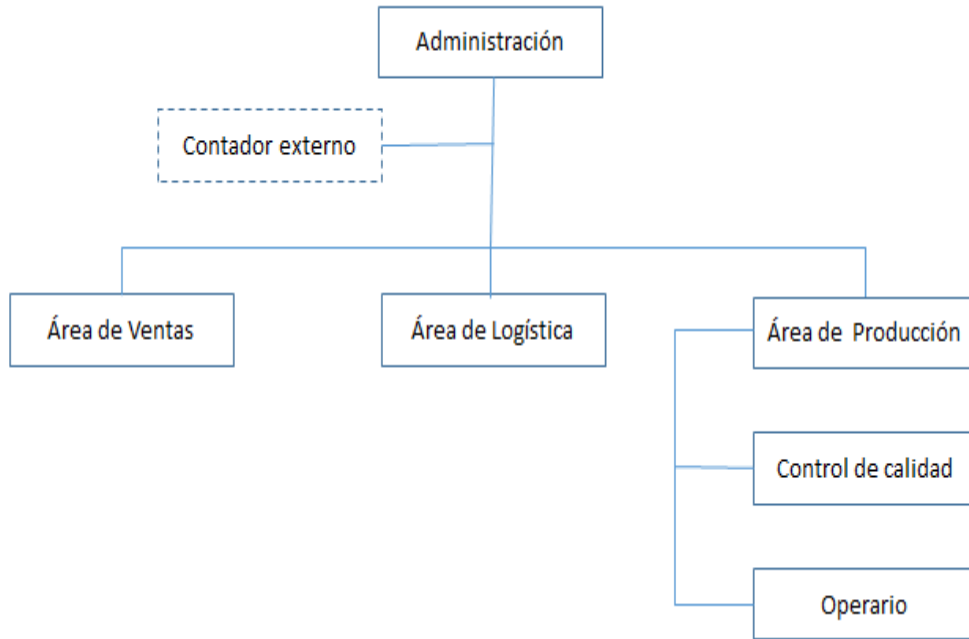 Administración
Contador externo
Área de Ventas
Área de Logística
Área de Producción
Control de calidad
Operario